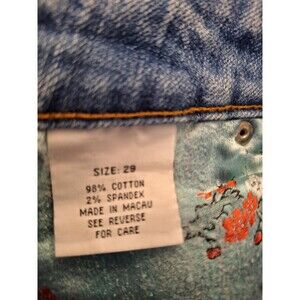 SIZE: 29
98% COTTON
2% SPANDEX
MADE IN MACAU
SEE REVERSE
FOR CARE